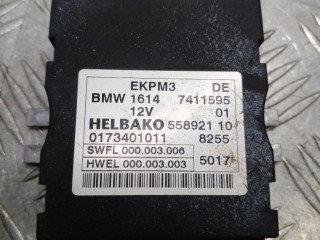 EKPM3 DE
BMW 1614 7411595
12V 01
HELBAKO 558921 10
0173401011 8255-
SWFL 000.003.006
HWEL 000.003.003 5017